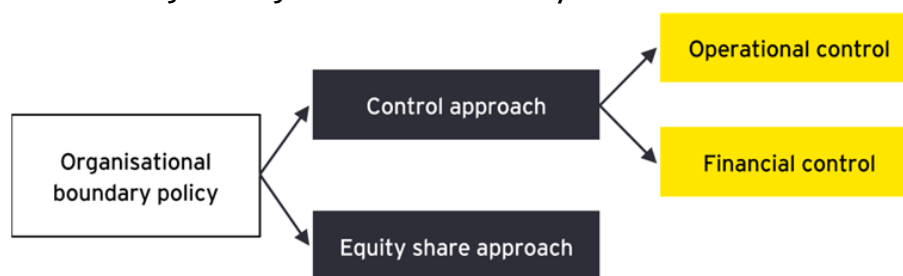 Operational control
Control approach
Organisational
boundary policy
Financial control
Equity share approach